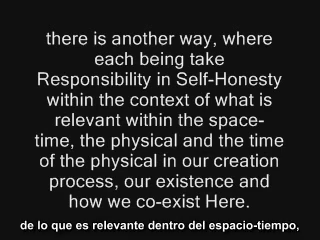 there is another way, where
each being take
Responsibility in Self-Honesty
within the context of what is
relevant within the space-
time, the physical and the time
of the physical in our creation
process, our existence and
how we co-exist Here.
de lo que es relevante dentro del espacio-tiempo,